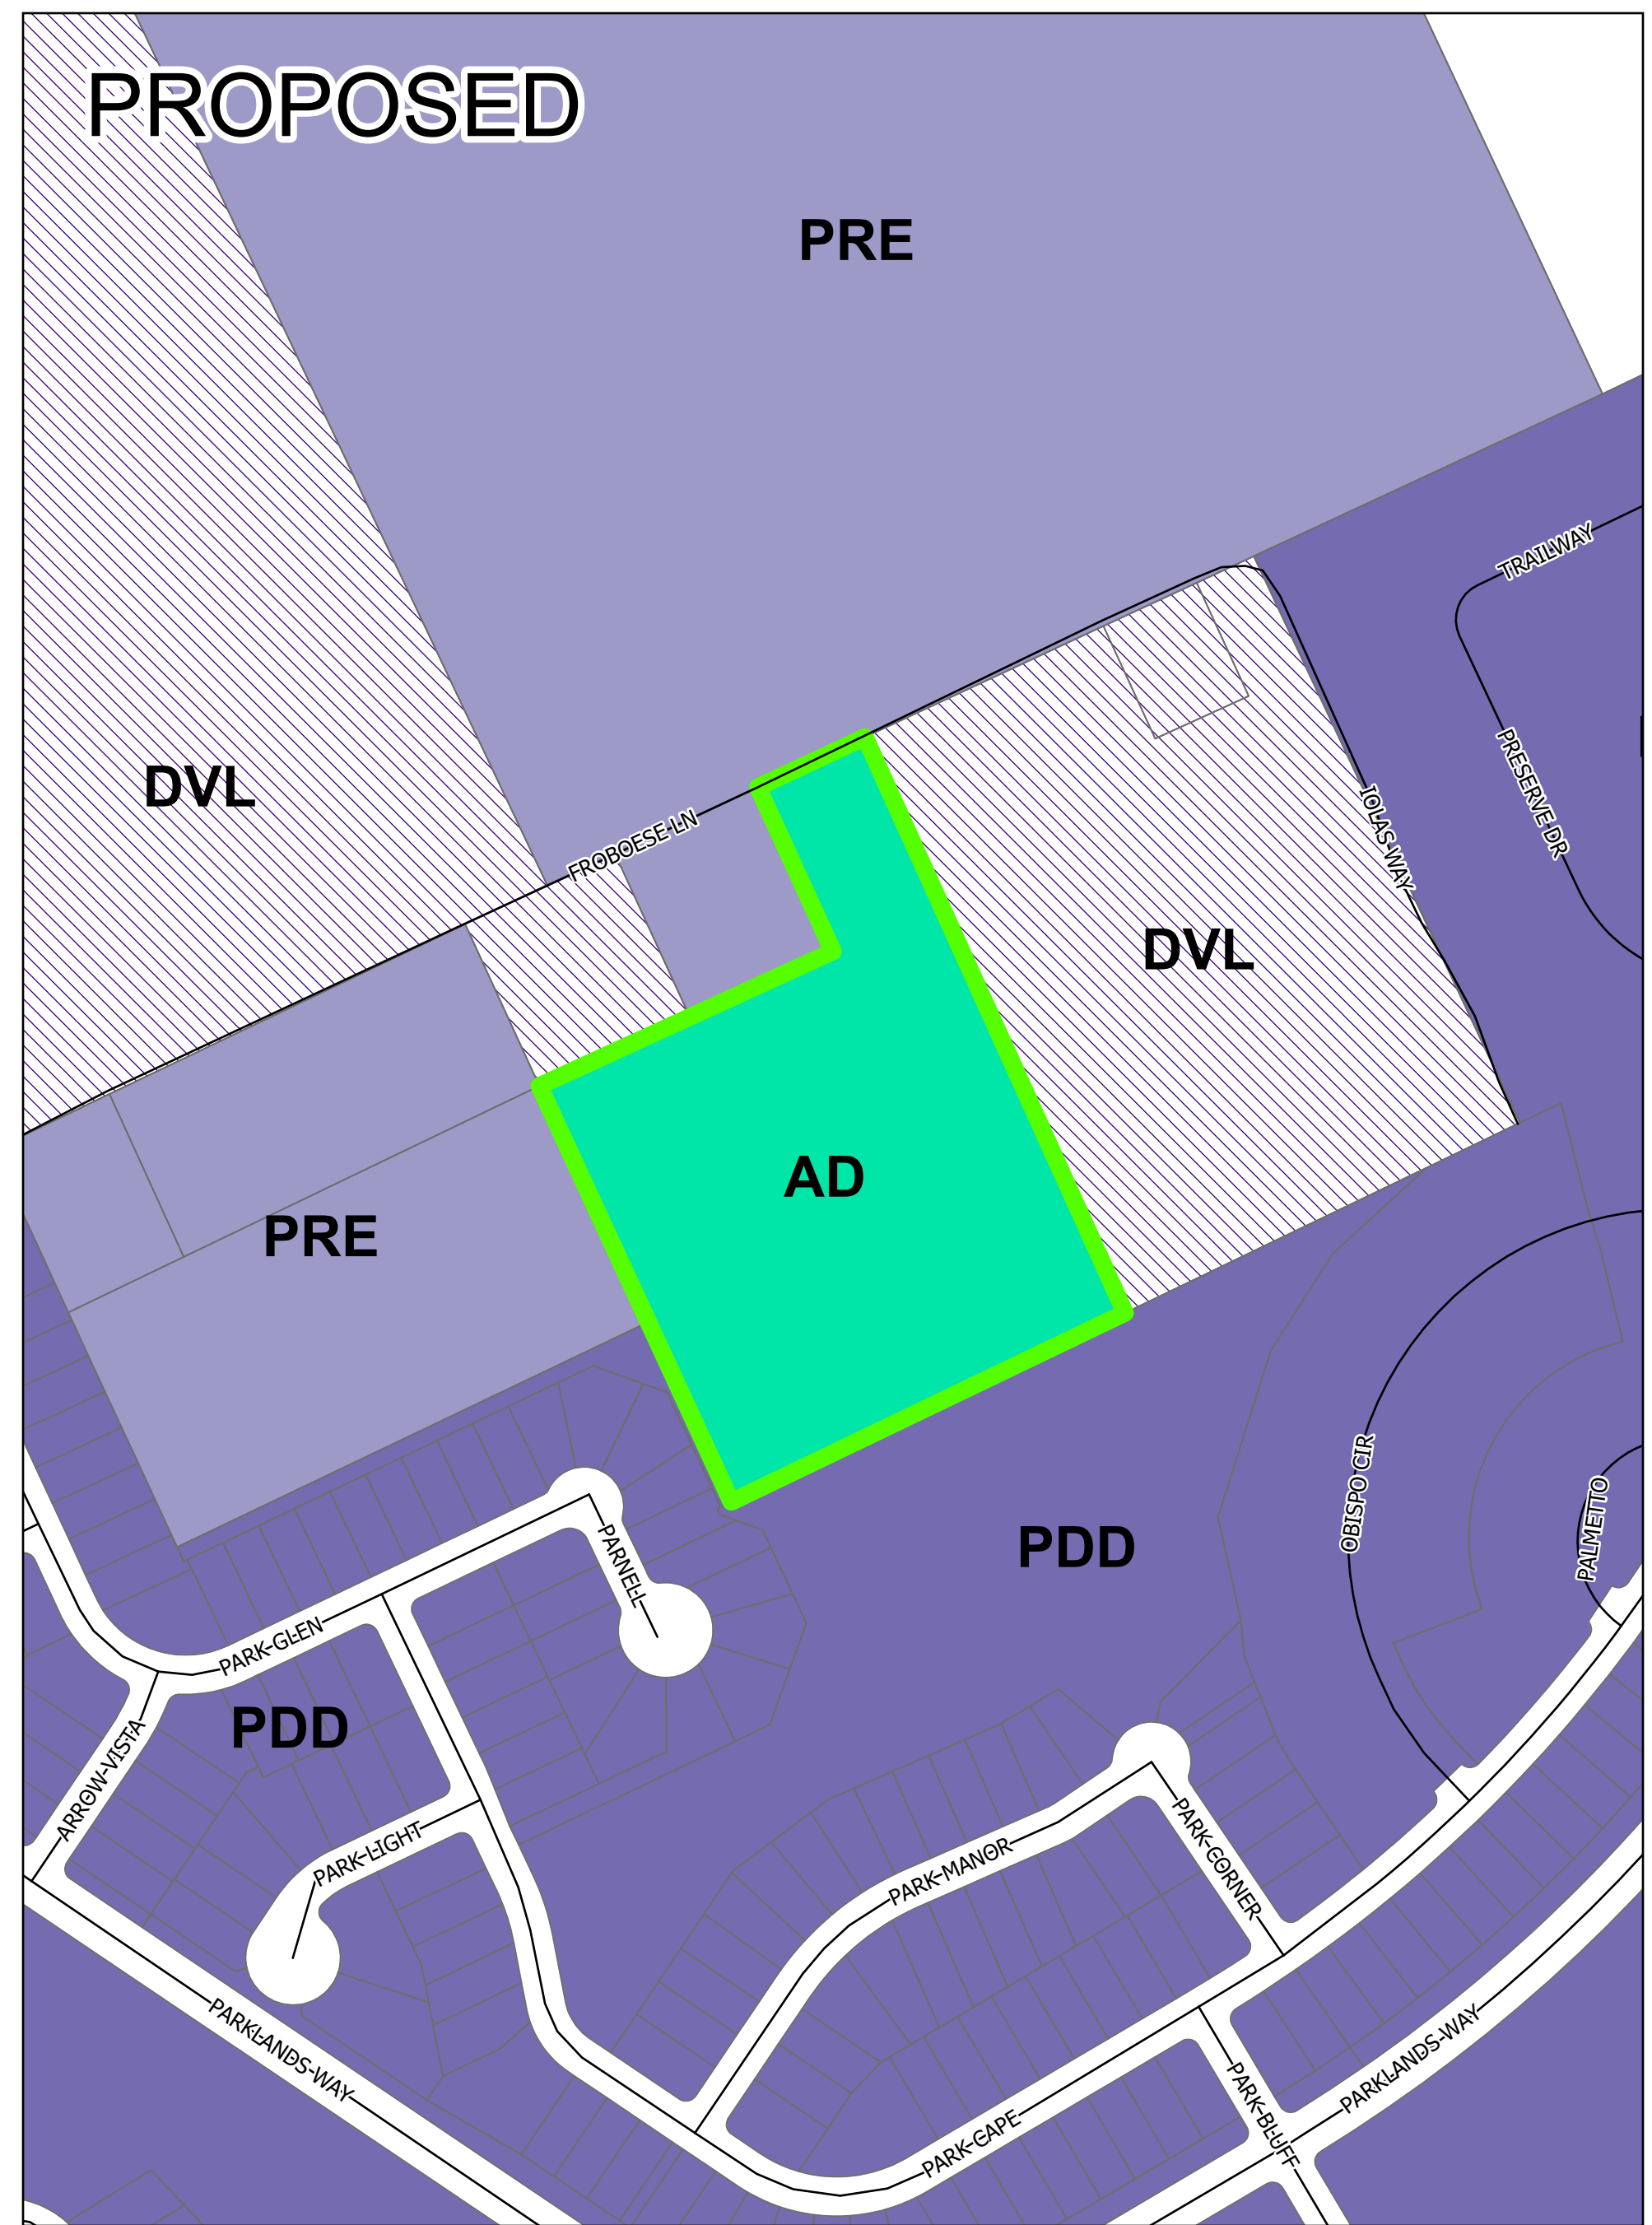 PROPOSED
PRE
TRAILWAY
DVL
PRESERVE DR
IOLAS WAY
FROBOESE LN
DVL
AD
PRE
OBISPO CIR
PALMETTO
PDD
PARNELL
PARK GLEN
PDD
ARROW VISTA
PARK LIGHT
PARK MANOR
PARK CORNER
PARKLANDS WAY
PARKLANDS WAY
PARK CAPE
PARK BLUFF